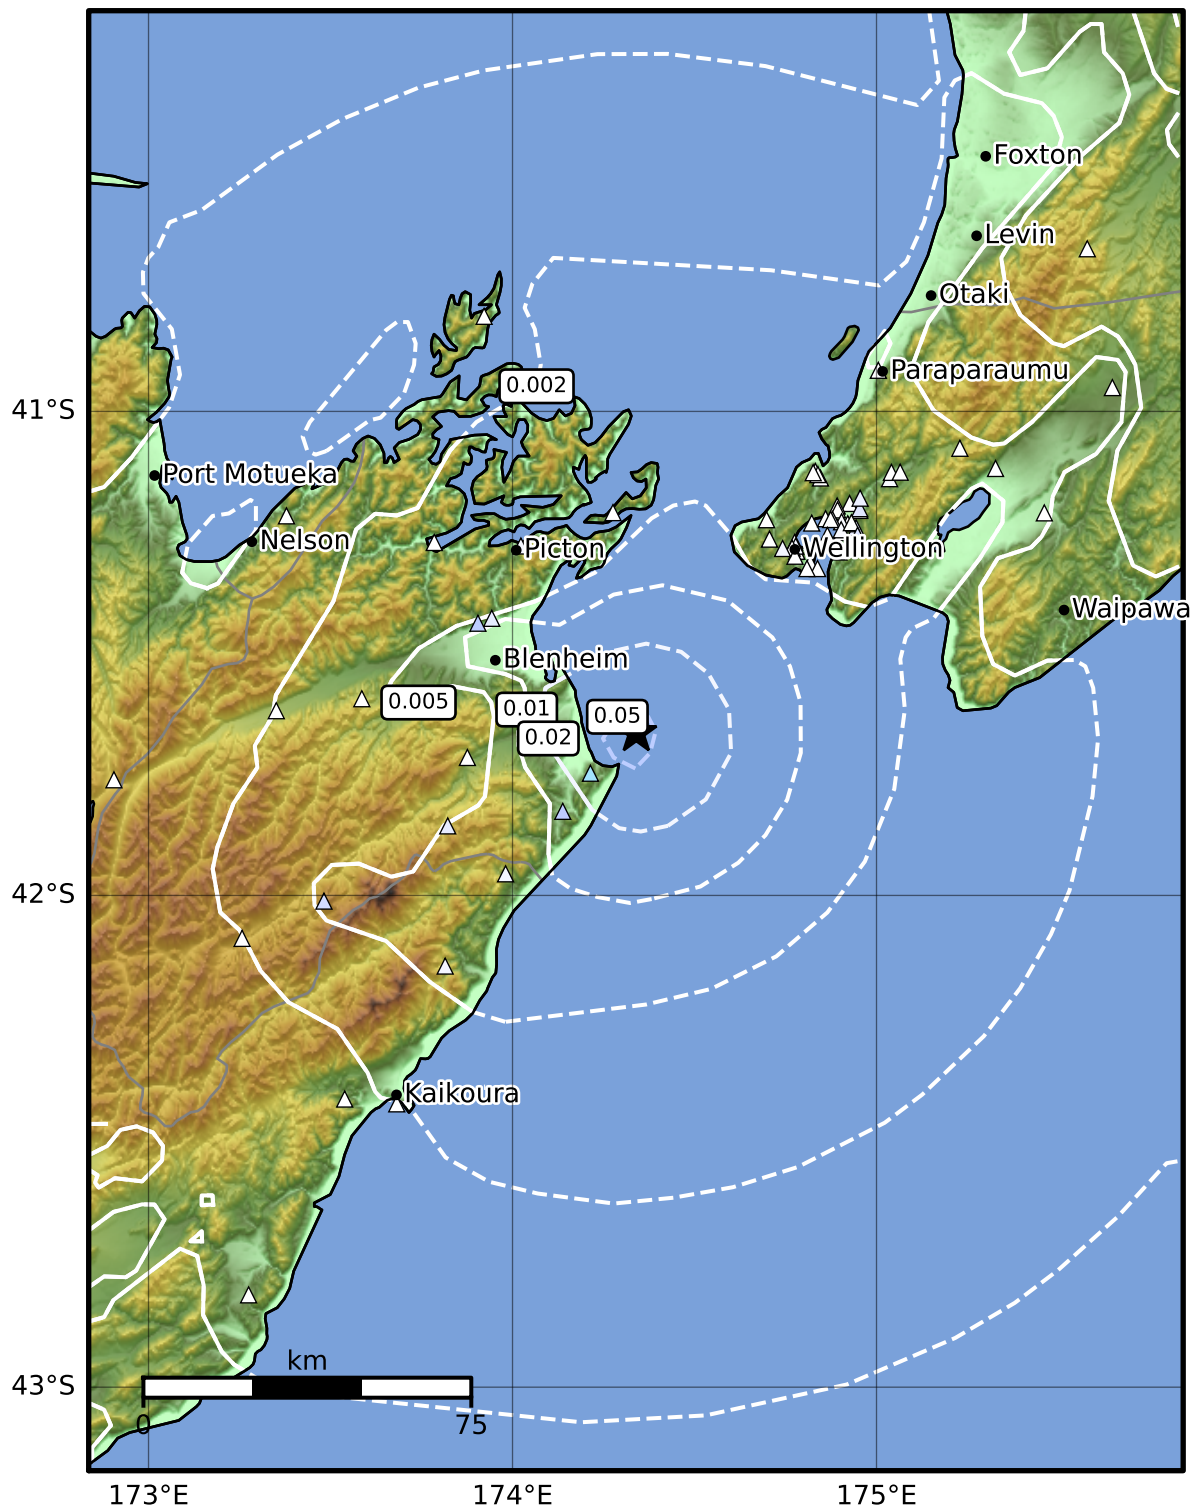 Foxton
Levin
Otaki
Paraparaumu
0.002
41°S
Port Motueka
Nelson
Picton
Wellington
Waipawa
Blenheim
0.005
0.01
0.05
0.02
42°S
Kaikoura
km
43°S
0
75
173°E
174°E
175°E